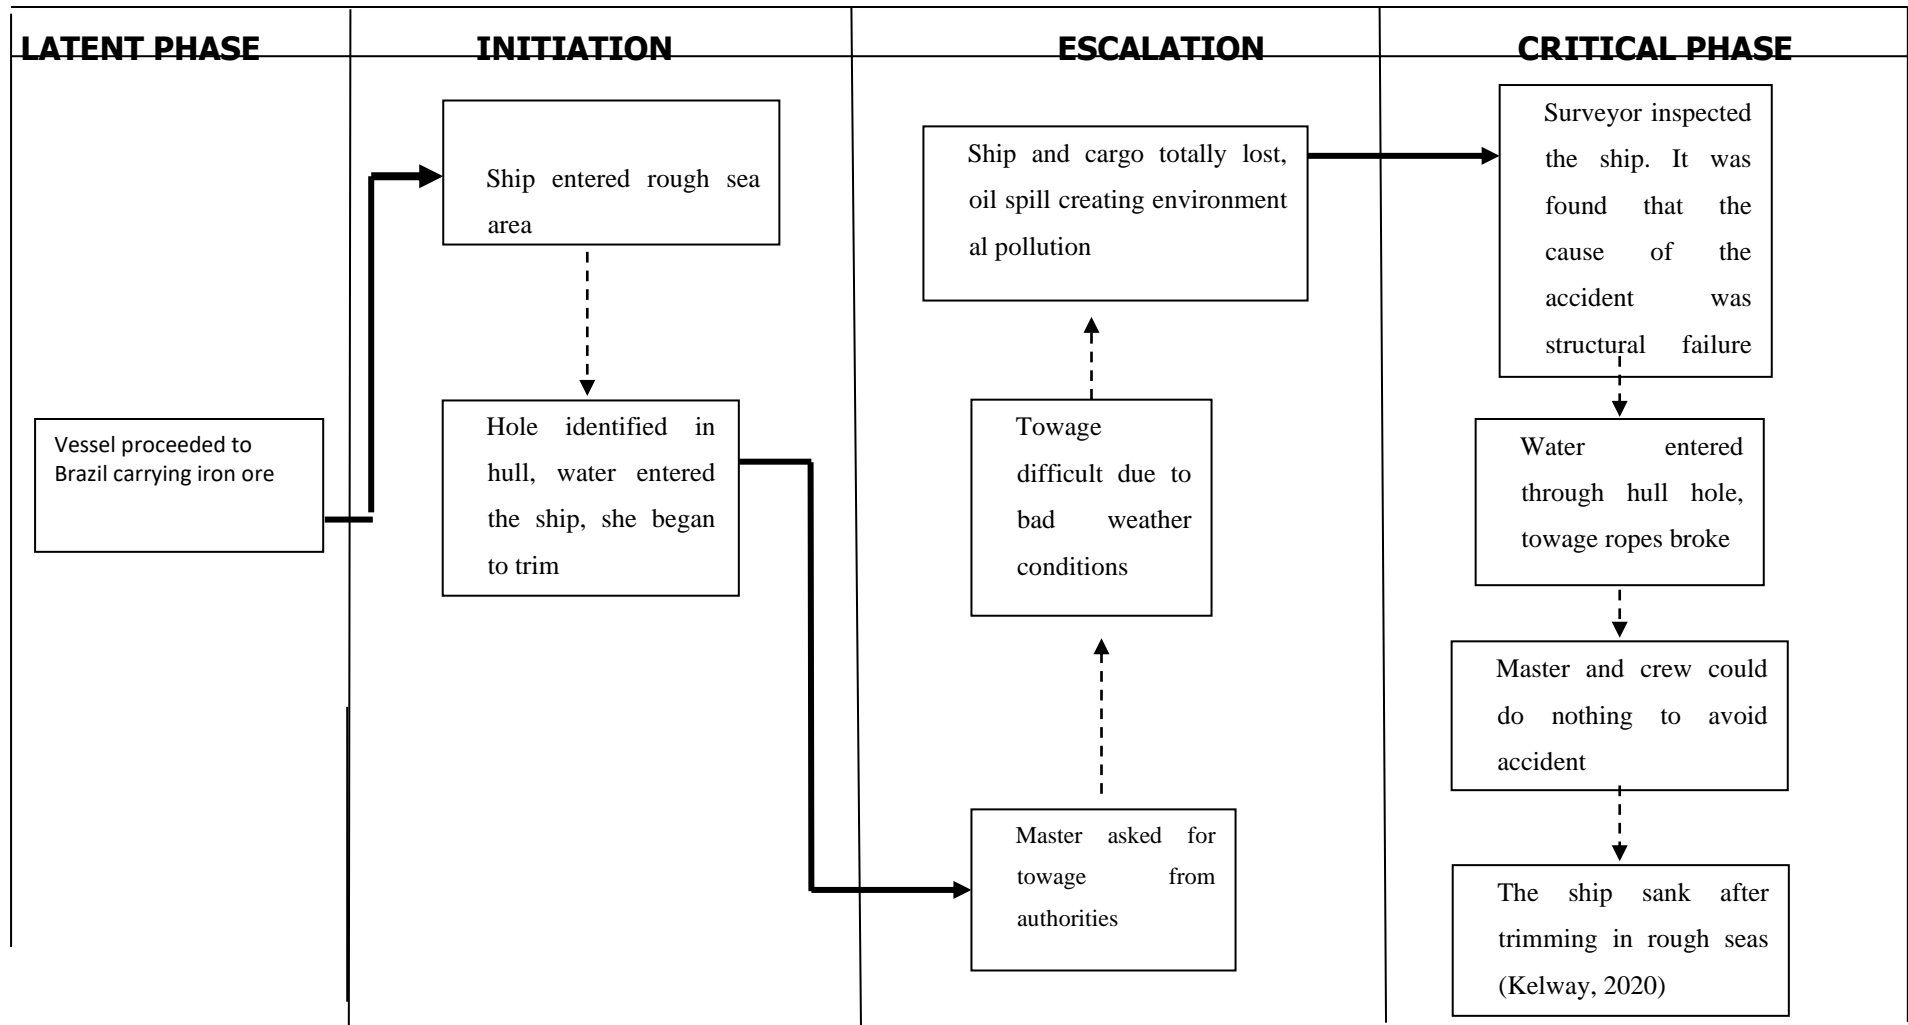 LATENT PHASE
INITIATION
ESCALATION
CRITICAL PHASE
Vessel proceeded to
Brazil carrying iron ore
Ship entered rough sea
area
Hole identified in
hull, water entered
the ship, she began
to trim
Master asked for
towage from
authorities
Towage
difficult due to
bad weather
conditions
Ship and cargo totally lost,
oil spill creating environment
al pollution
Surveyor inspected
the ship. It was
found that the
cause of the
accident was
structural failure
Water entered
through hull hole,
towage ropes broke
Master and crew could
do nothing to avoid
accident
The ship sank after
trimming in rough seas
(Kelway, 2020)